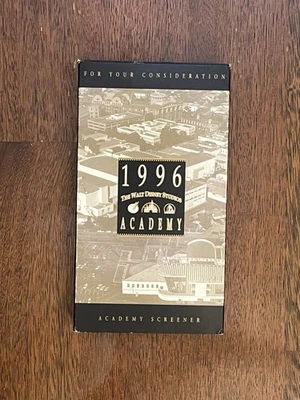 FOR YOUR CONSIDERATION
1996
THE WALT DISNEY STUDIOS
ACADEMY
ACADEMY SCREENER